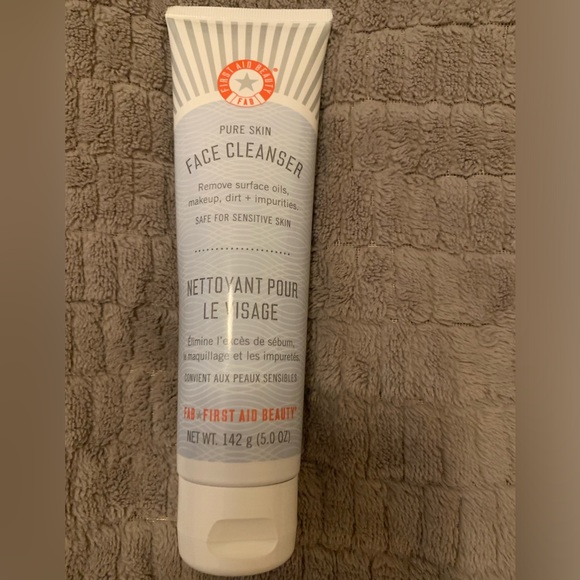 FIRST AID BEAUTY
FAB
PURE SKIN
FACE CLEANSER
Remove surface oils,
makeup, dirt + impurities.
SAFE FOR SENSITIVE SKIN
NETTOYANT POUR
LE VISAGE
Élimine l'excès de sébum,
le maquillage et les impuretés.
CONVIENT AUX PEAUX SENSIBLES
FAB FIRST AID BEAUTY®
NET WT. 142 g (5.0 OZ)